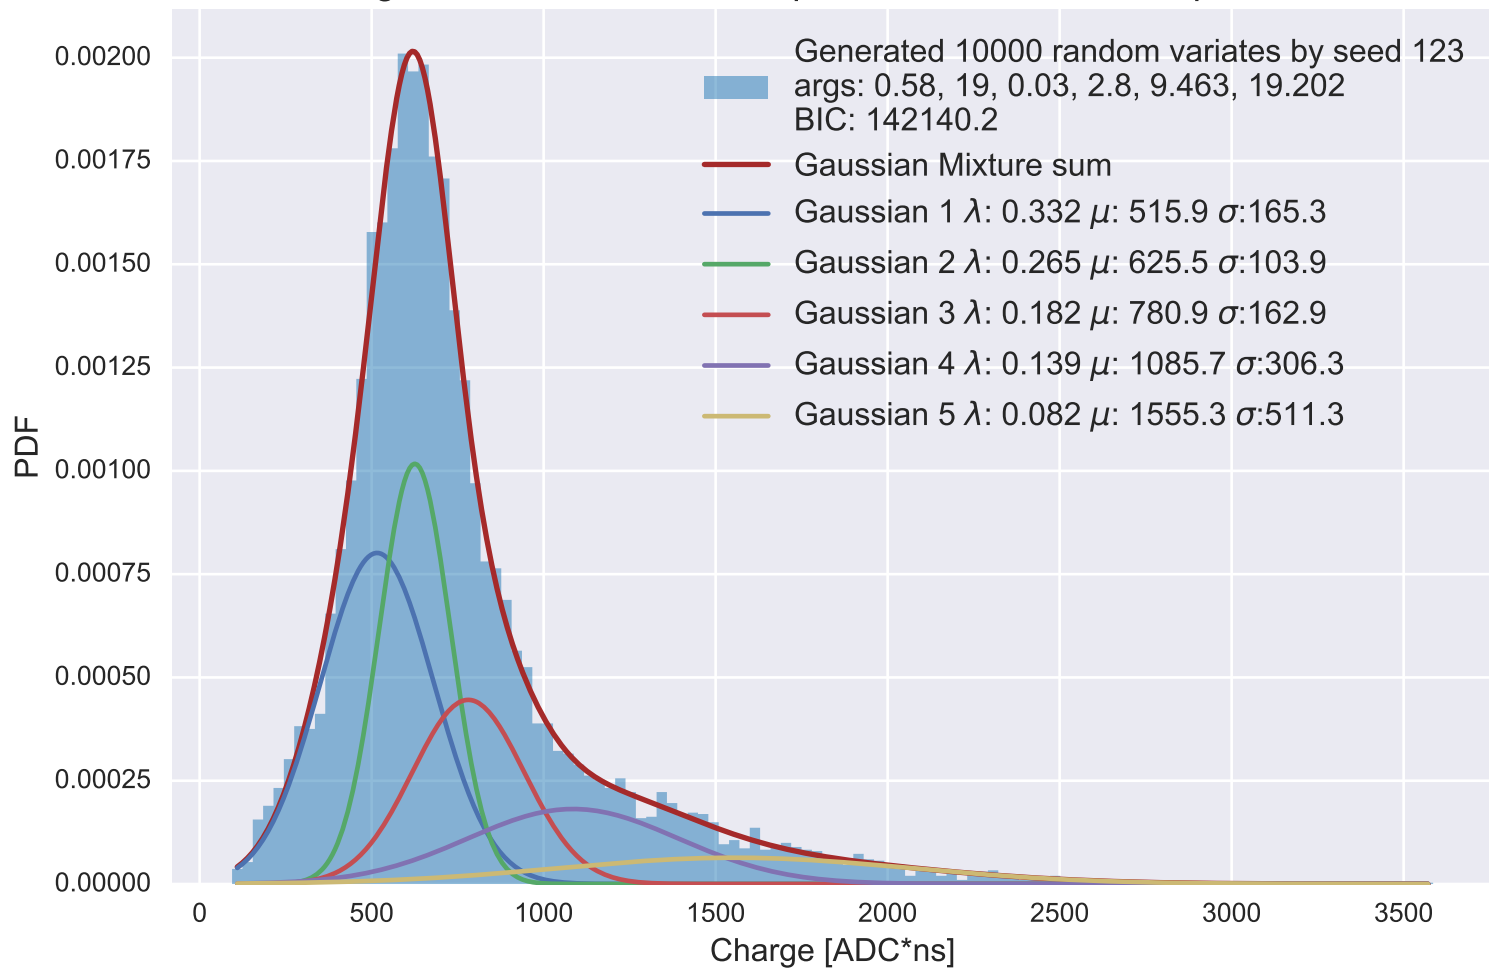 Generated 10000 random variates by seed 123
args: 0.58, 19, 0.03, 2.8, 9.463, 19.202
BIC: 142140.2
Gaussian Mixture sum
Gaussian 1 λ: 0.332 μ: 515.9 σ:165.3
Gaussian 2 λ: 0.265 μ: 625.5 σ:103.9
Gaussian 3 λ: 0.182 μ: 780.9 σ:162.9
Gaussian 4 λ: 0.139 μ: 1085.7 σ:306.3
Gaussian 5 λ: 0.082 μ: 1555.3 σ:511.3
PDF
0.00200
0.00175
0.00150
0.00125
0.00100
0.00075
0.00050
0.00025
0.00000
0 500 1000 1500 2000 2500 3000 3500
Charge [ADC*ns]